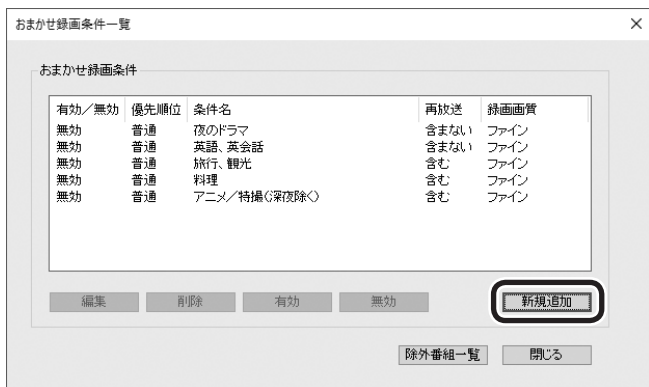 おまかせ録画条件一覧
おまかせ録画条件
有効／無効 優先順位 条件名 再放送 録画画質
無効 普通 夜のドラマ 含まない ファイン
無効 普通 英語、英会話 含まない ファイン
無効 普通 旅行、観光 含む ファイン
無効 普通 料理 含む ファイン
無効 普通 アニメ／特撮(深夜除く) 含む ファイン
編集 削除 有効 無効 新規追加
除外番組一覧 閉じる